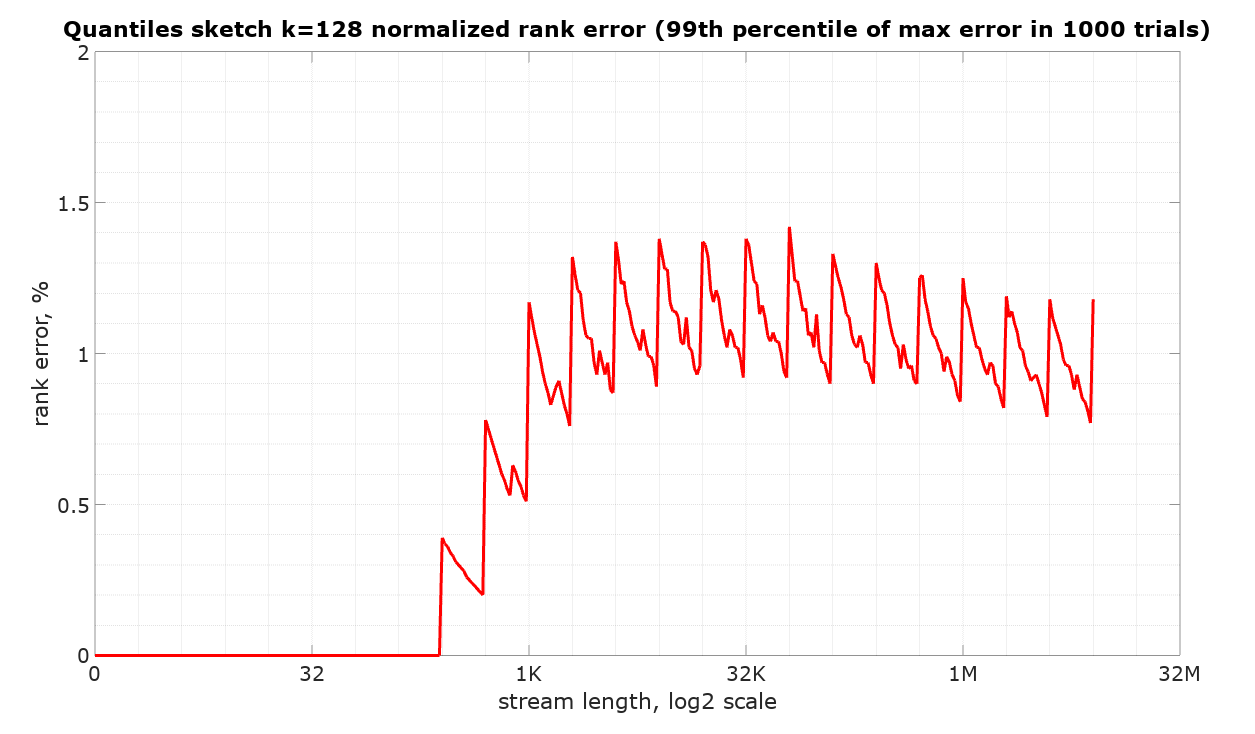 Quantiles sketch k=128 normalized rank error (99th percentile of max error in 1000 trials)
2
1.5
1
0.5
0
rank error, %
0 32 1K 32K 1M 32M
stream length, log2 scale